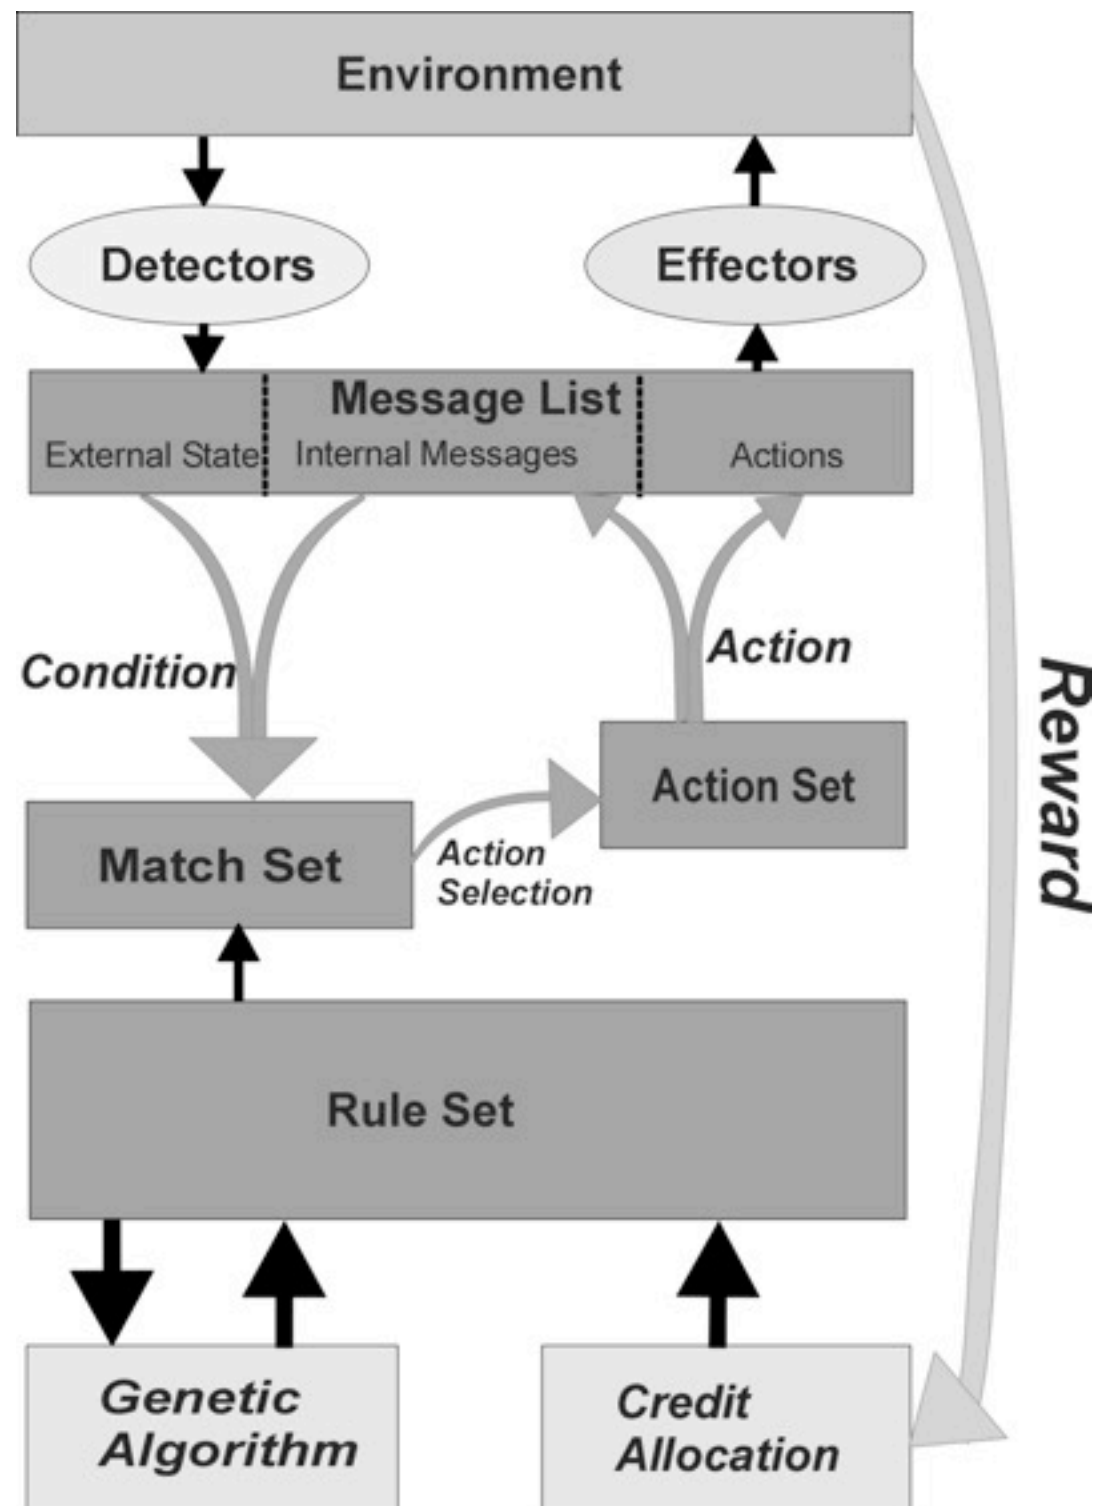 Environment
Detectors
Effectors
Message List
External State
Internal Messages
Actions
Condition
Action
Reward
Action Set
Match Set
Action
Selection
Rule Set
Genetic
Algorithm
Credit
Allocation